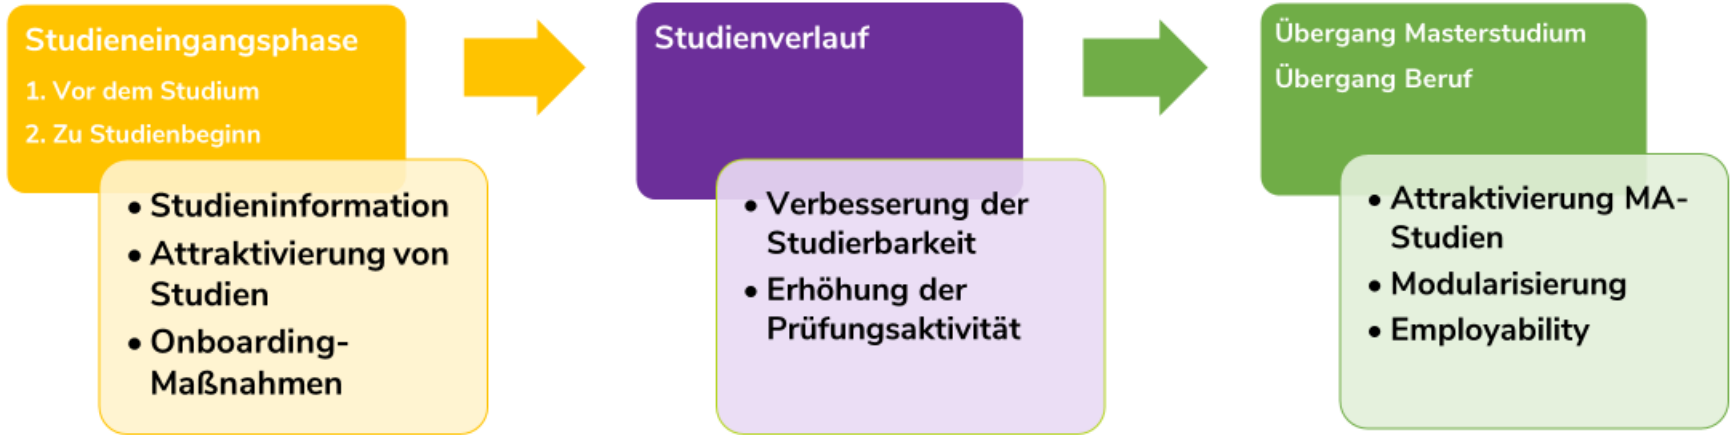 Studieneingangsphase
1. Vor dem Studium
2. Zu Studienbeginn
• Studieninformation
• Attraktivierung von
Studien
• Onboarding-
Maßnahmen
Studienverlauf
• Verbesserung der
Studierbarkeit
• Erhöhung der
Prüfungsaktivität
Übergang Masterstudium
Übergang Beruf
• Attraktivierung MA-
Studien
• Modularisierung
• Employability